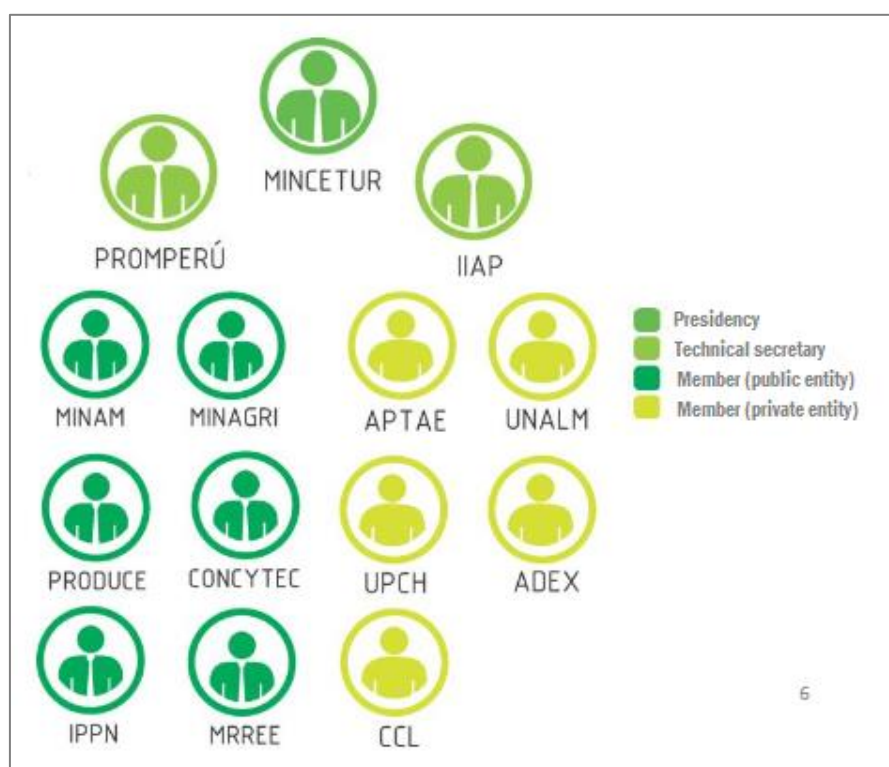 MINCETUR
PROMPERÚ
IIAP
MINAM
MINAGRI
APTAE
UNALM
Presidency
Technical secretary
Member (public entity)
Member (private entity)
PRODUCE
CONCYTEC
UPCH
ADEX
IPPN
MRREE
CCL
6